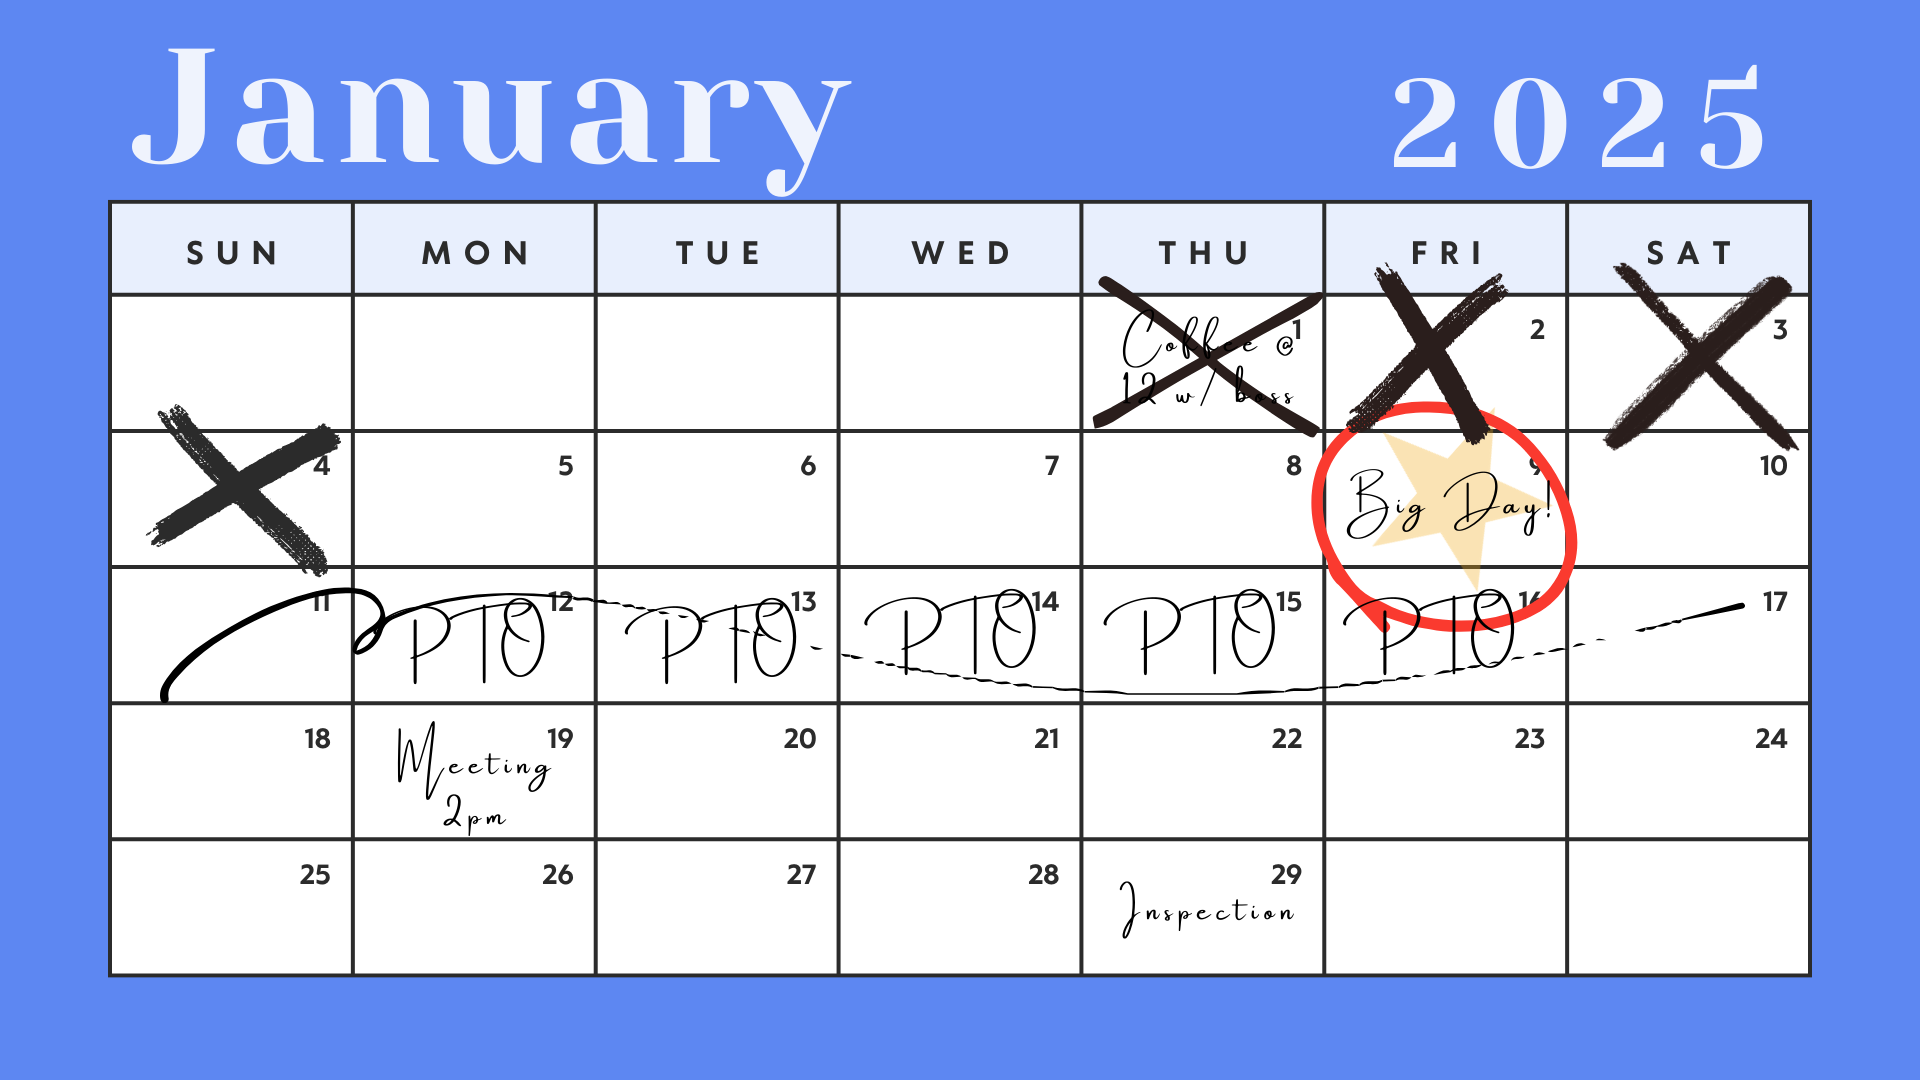 January 2025
SUN MON TUE WED THU FRI SAT
1 2 3
Coffee @
12 w/ boss
4 5 6 7 8 9 10
Big Day!
11 12 13 14 15 16 17
PTO PTO PTO PTO PTO
18 19 20 21 22 23 24
Meeting
2pm
25 26 27 28 29
Inspection